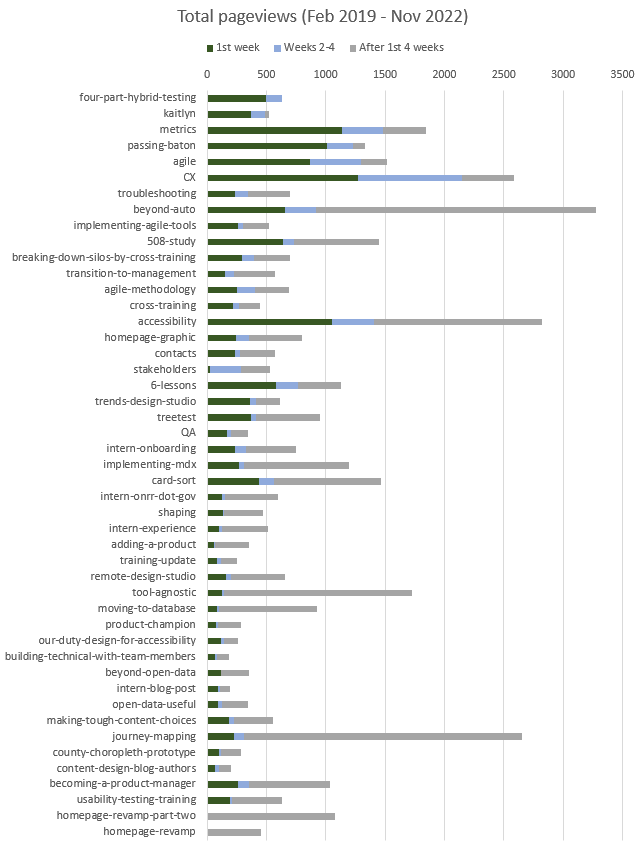 Total pageviews (Feb 2019 - Nov 2022)
1st week Weeks 2-4 After 1st 4 weeks
0 500 1000 1500 2000 2500 3000 3500
four-part-hybrid-testing
kaitlyn
metrics
passing-baton
agile
CX
troubleshooting
beyond-auto
implementing-agile-tools
508-study
breaking-down-silos-by-cross-training
transition-to-management
agile-methodology
cross-training
accessibility
homepage-graphic
contacts
stakeholders
6-lessons
trends-design-studio
treetest
QA
intern-onboarding
implementing-mdx
card-sort
intern-onrr-dot-gov
shaping
intern-experience
adding-a-product
training-update
remote-design-studio
tool-agnostic
moving-to-database
product-champion
our-duty-design-for-accessibility
building-technical-with-team-members
beyond-open-data
intern-blog-post
open-data-useful
making-tough-content-choices
journey-mapping
county-choropleth-prototype
content-design-blog-authors
becoming-a-product-manager
usability-testing-training
homepage-revamp-part-two
homepage-revamp